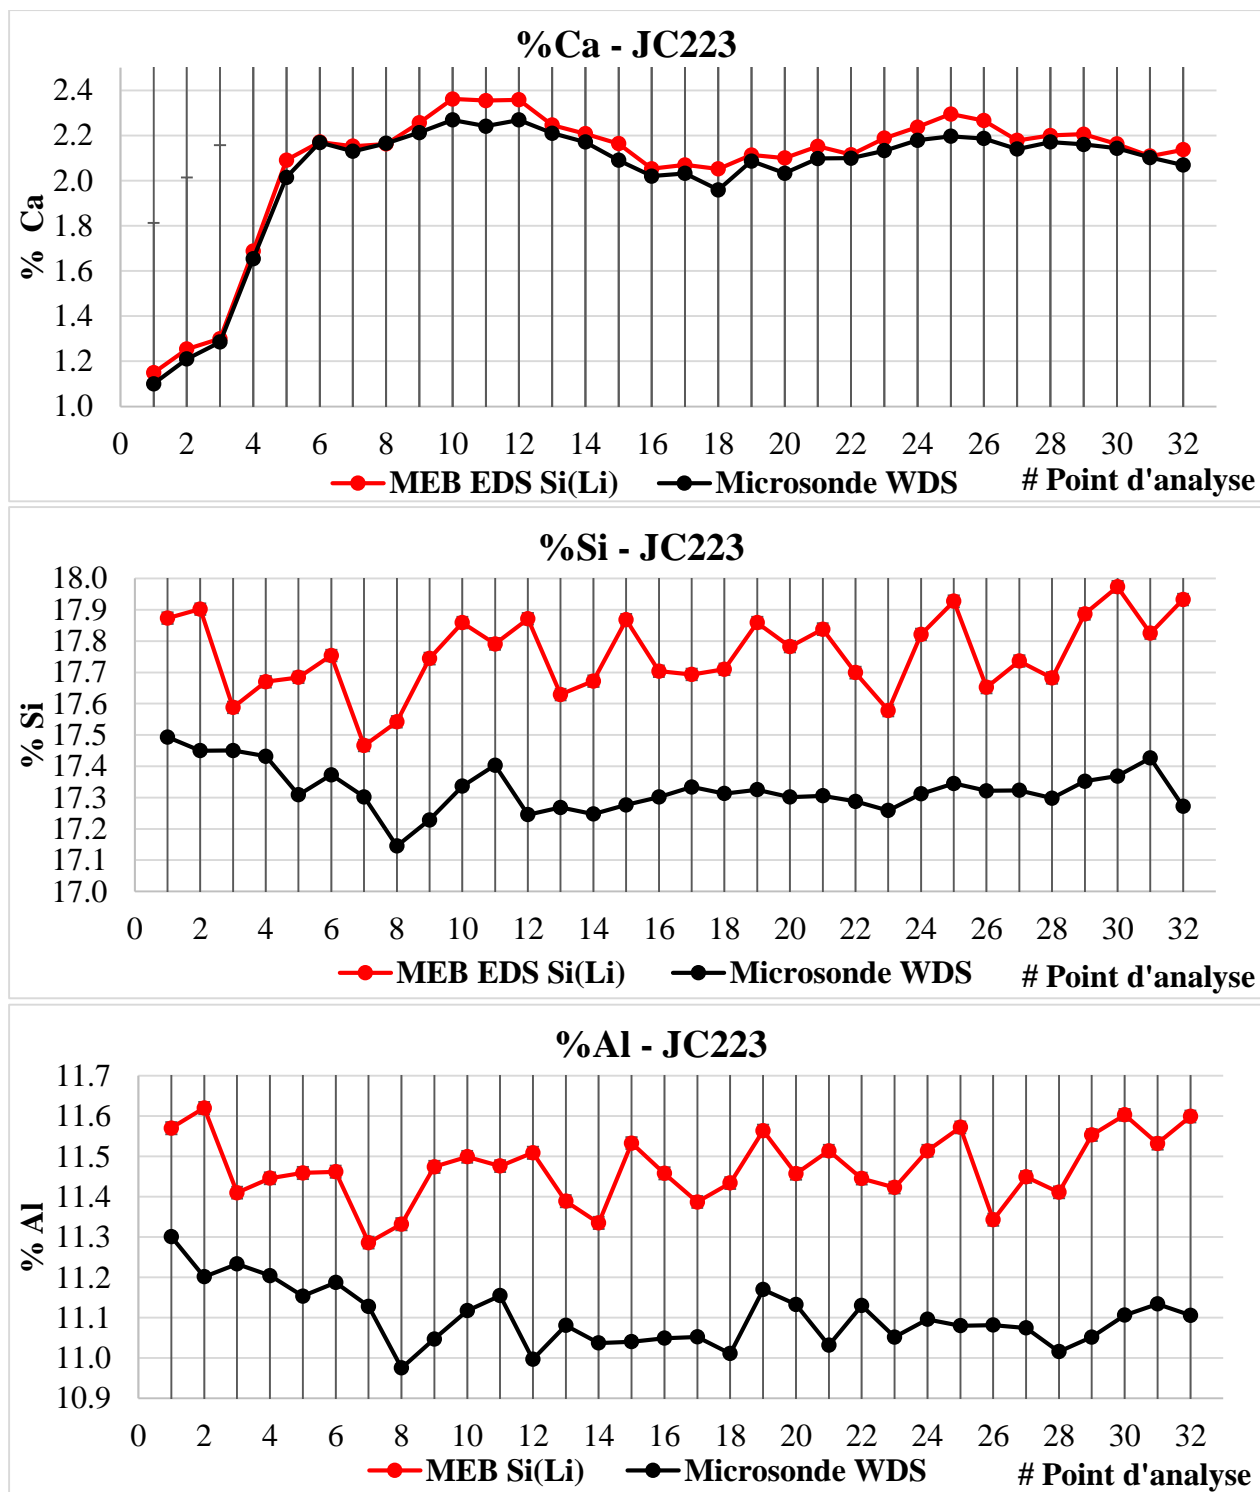 %Ca - JC223
2.4
2.2
2.0
1.8
1.6
1.4
1.2
1.0
% Ca
0 2 4 6 8 10 12 14 16 18 20 22 24 26 28 30 32
MEB EDS Si(Li) Microsonde WDS # Point d'analyse
%Si - JC223
18.0
17.9
17.8
17.7
17.6
17.5
17.4
17.3
17.2
17.1
17.0
% Si
0 2 4 6 8 10 12 14 16 18 20 22 24 26 28 30 32
MEB EDS Si(Li) Microsonde WDS # Point d'analyse
%Al - JC223
11.7
11.6
11.5
11.4
11.3
11.2
11.1
11.0
10.9
% Al
0 2 4 6 8 10 12 14 16 18 20 22 24 26 28 30 32
MEB Si(Li) Microsonde WDS # Point d'analyse